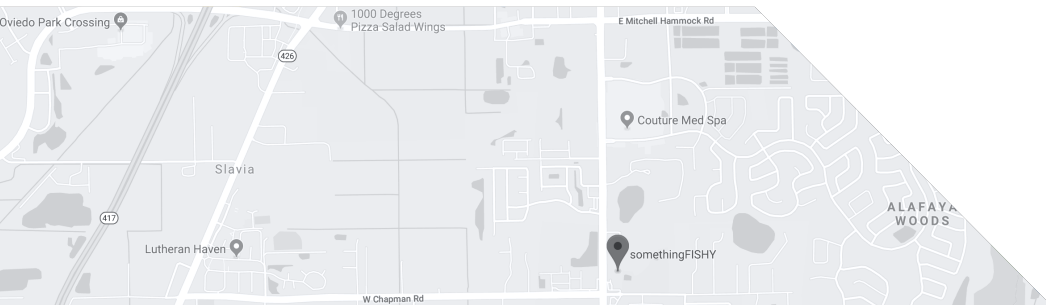 Oviedo Park Crossing
1000 Degrees
Pizza Salad Wings
E Mitchell Hammock Rd
426
Couture Med Spa
Slavia
ALAFAYA
WOODS
417
Lutheran Haven
somethingFISHY
W Chapman Rd